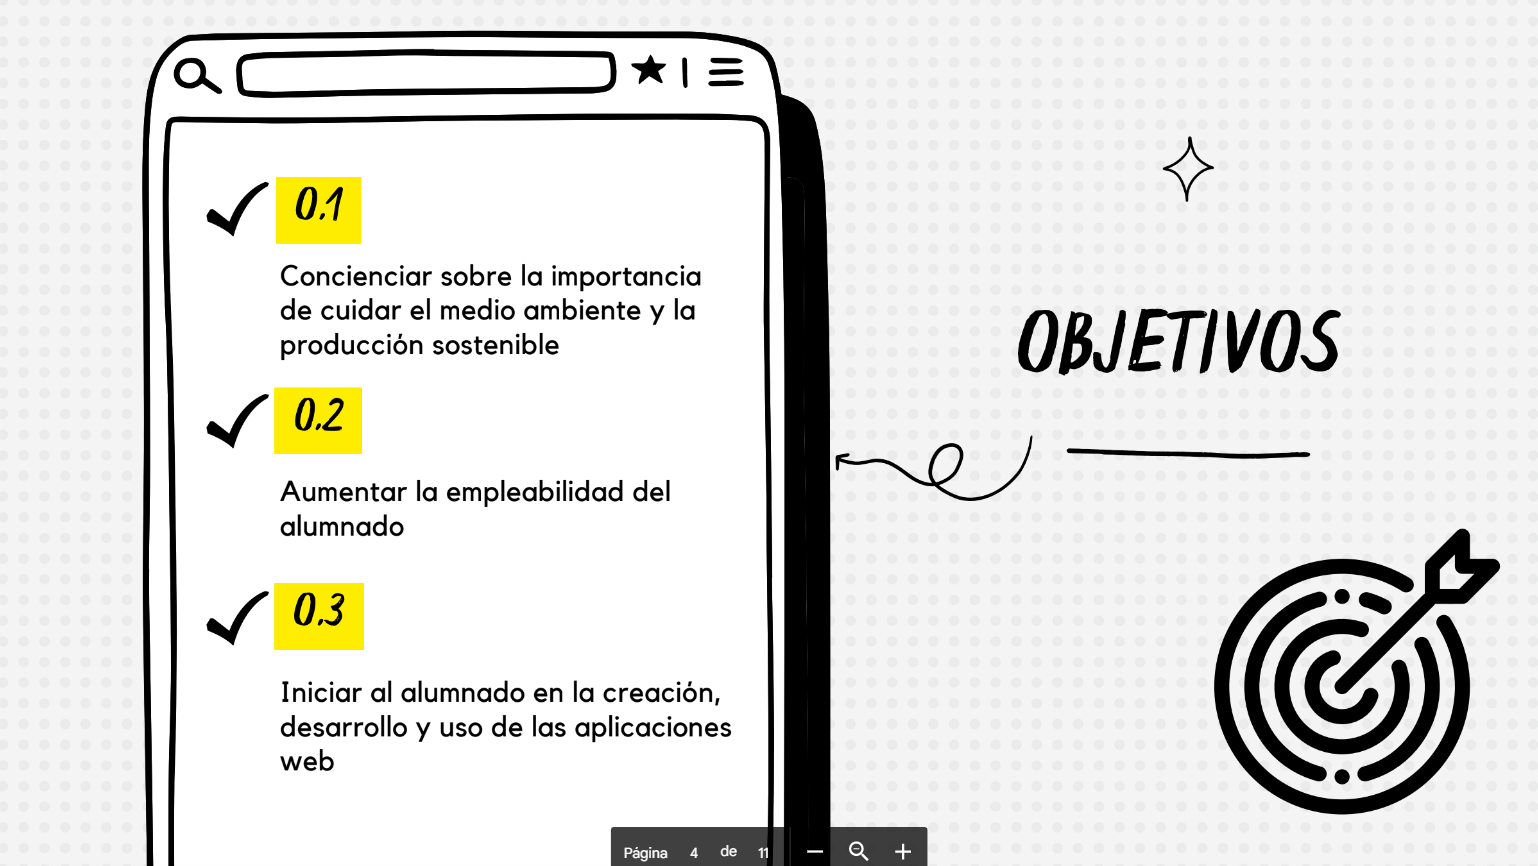 0.1
Concienciar sobre la importancia
de cuidar el medio ambiente y la
producción sostenible
0.2
Aumentar la empleabilidad del
alumnado
0.3
Iniciar al alumnado en la creación,
desarrollo y uso de las aplicaciones
web
OBJETIVOS
Página 4 de 11